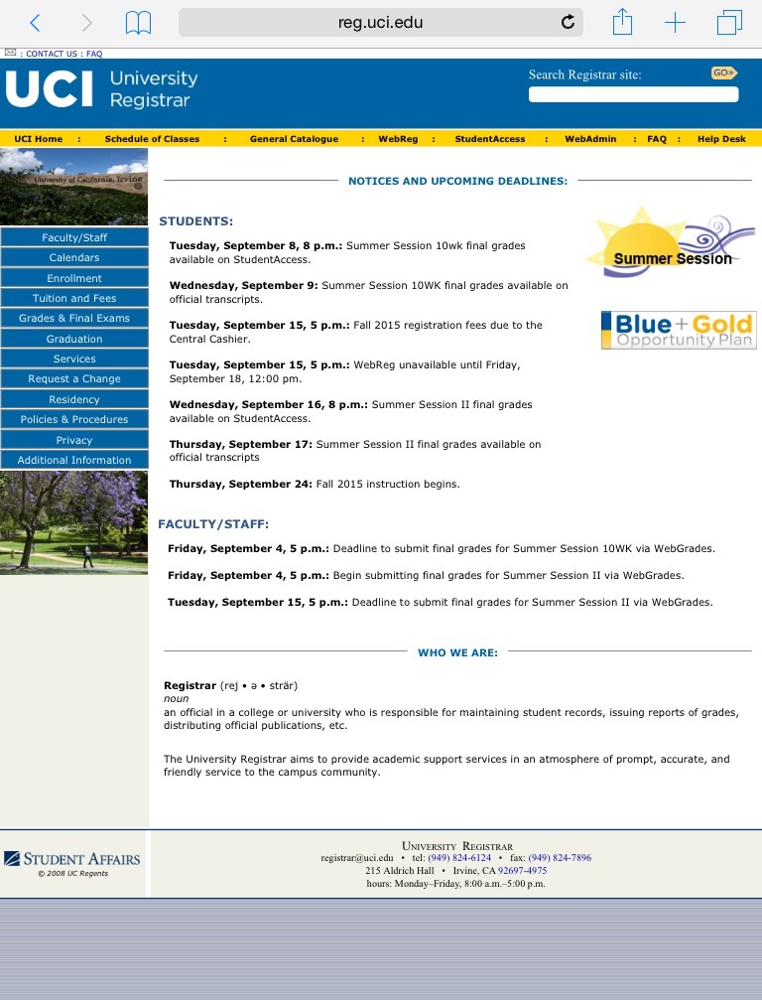 reg.uci.edu
: CONTACT US : FAQ
UCI University
Registrar
Search Registrar site:
GO»
UCI Home : Schedule of Classes : General Catalogue : WebReg : StudentAccess : WebAdmin : FAQ : Help Desk
University of California, Irvine
Faculty/Staff
Calendars
Enrollment
Tuition and Fees
Grades & Final Exams
Graduation
Services
Request a Change
Residency
Policies & Procedures
Privacy
Additional Information
NOTICES AND UPCOMING DEADLINES:
STUDENTS:
Tuesday, September 8, 8 p.m.: Summer Session 10wk final grades
available on StudentAccess.
Wednesday, September 9: Summer Session 10WK final grades available on
official transcripts.
Tuesday, September 15, 5 p.m.: Fall 2015 registration fees due to the
Central Cashier.
Tuesday, September 15, 5 p.m.: WebReg unavailable until Friday,
September 18, 12:00 pm.
Wednesday, September 16, 8 p.m.: Summer Session II final grades
available on StudentAccess.
Thursday, September 17: Summer Session II final grades available on
official transcripts
Thursday, September 24: Fall 2015 instruction begins.
Summer Session
Blue + Gold
Opportunity Plan
FACULTY/STAFF:
Friday, September 4, 5 p.m.: Deadline to submit final grades for Summer Session 10WK via WebGrades.
Friday, September 4, 5 p.m.: Begin submitting final grades for Summer Session II via WebGrades.
Tuesday, September 15, 5 p.m.: Deadline to submit final grades for Summer Session II via WebGrades.
WHO WE ARE:
Registrar (rej • ə • strär)
noun
an official in a college or university who is responsible for maintaining student records, issuing reports of grades,
distributing official publications, etc.
The University Registrar aims to provide academic support services in an atmosphere of prompt, accurate, and
friendly service to the campus community.
STUDENT AFFAIRS
© 2008 UC Regents
UNIVERSITY REGISTRAR
registrar@uci.edu • tel: (949) 824-6124 • fax: (949) 824-7896
215 Aldrich Hall • Irvine, CA 92697-4975
hours: Monday–Friday, 8:00 a.m.–5:00 p.m.